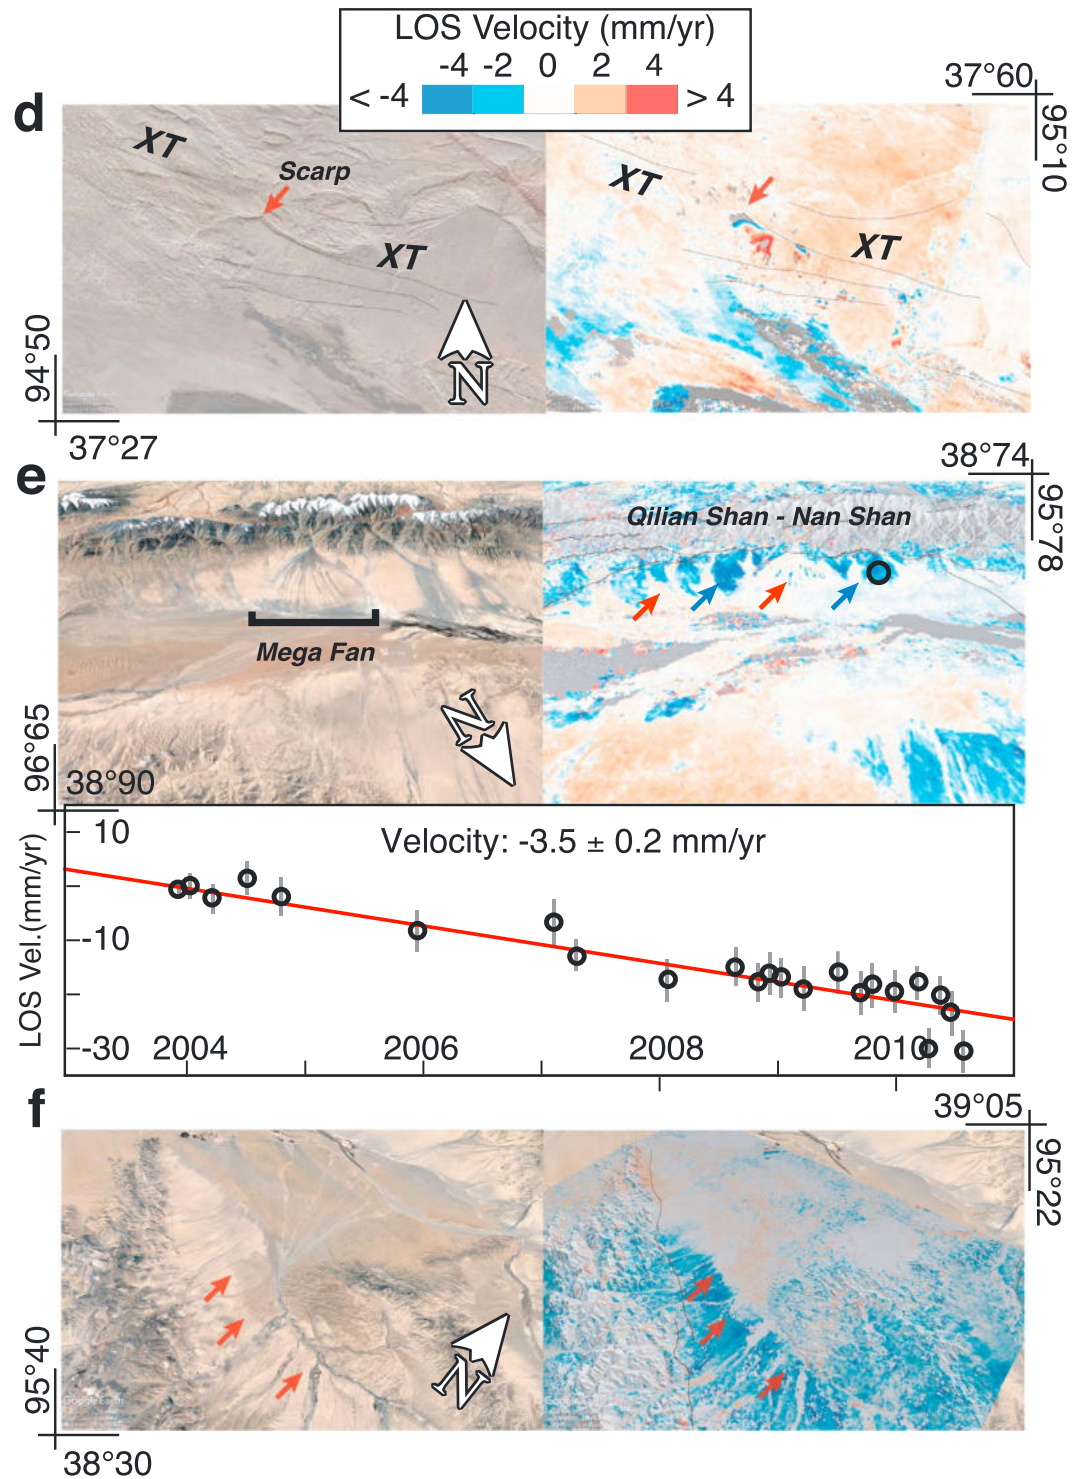 LOS Velocity (mm/yr)
-4 -2 0 2 4
< -4 > 4
37°60
95°10
d
XT
Scarp
XT
N
XT
XT
94°50
37°27
38°74
95°78
e
Qilian Shan - Nan Shan
Mega Fan
N
96°65
38°90
Velocity: -3.5 ± 0.2 mm/yr
LOS Vel.(mm/yr)
10
-10
-30
2004 2006 2008 2010
39°05
95°22
f
N
95°40
38°30